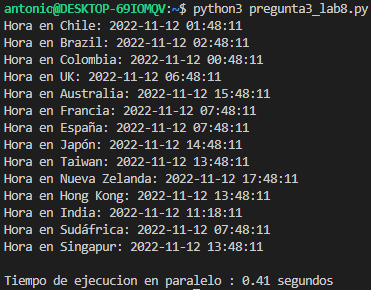 antonio@DESKTOP-69IOMQV:~$ python3 pregunta3_lab8.py
Hora en Chile: 2022-11-12 01:48:11
Hora en Brazil: 2022-11-12 02:48:11
Hora en Colombia: 2022-11-12 00:48:11
Hora en UK: 2022-11-12 06:48:11
Hora en Australia: 2022-11-12 15:48:11
Hora en Francia: 2022-11-12 07:48:11
Hora en España: 2022-11-12 07:48:11
Hora en Japón: 2022-11-12 14:48:11
Hora en Taiwan: 2022-11-12 13:48:11
Hora en Nueva Zelanda: 2022-11-12 17:48:11
Hora en Hong Kong: 2022-11-12 13:48:11
Hora en India: 2022-11-12 11:18:11
Hora en Sudáfrica: 2022-11-12 07:48:11
Hora en Singapur: 2022-11-12 13:48:11
Tiempo de ejecucion en paralelo : 0.41 segundos